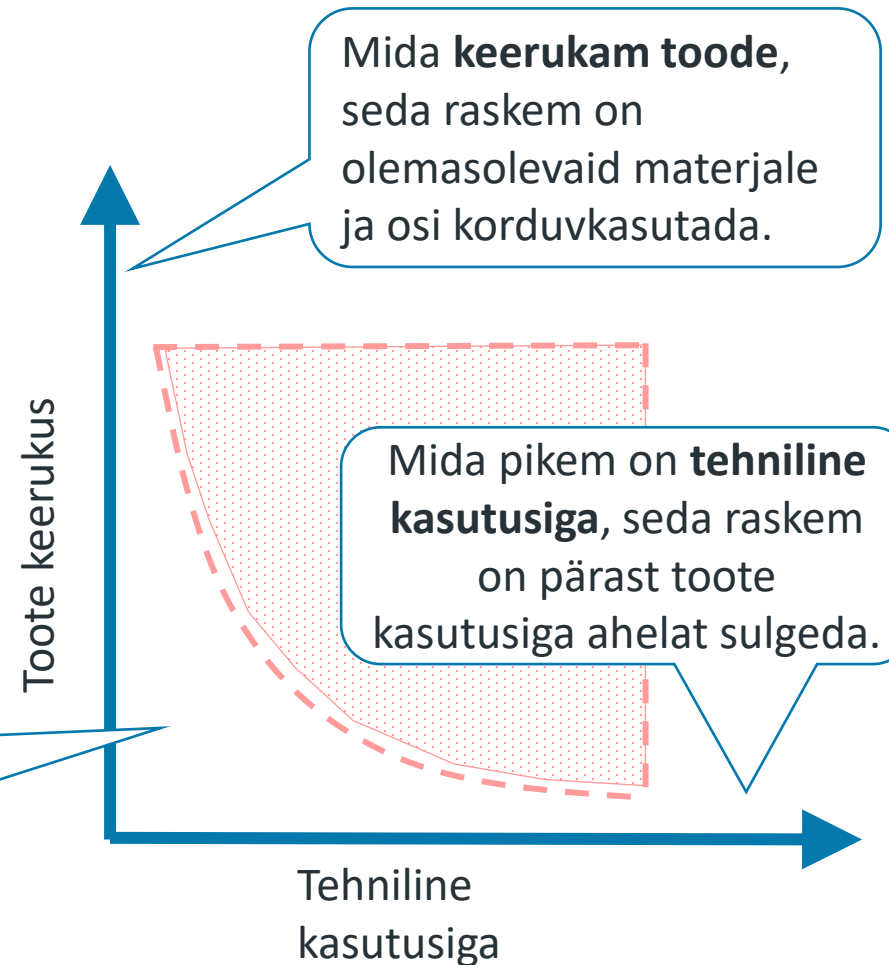 Mida keerukam toode,
seda raskem on
olemasolevaid materjale
ja osi korduvkasutada.
Toote keerukus
Mida pikem on tehniline
kasutusiga, seda raskem
on pärast toote
kasutusiga ahelat sulgeda.
Tehniline
kasutusiga